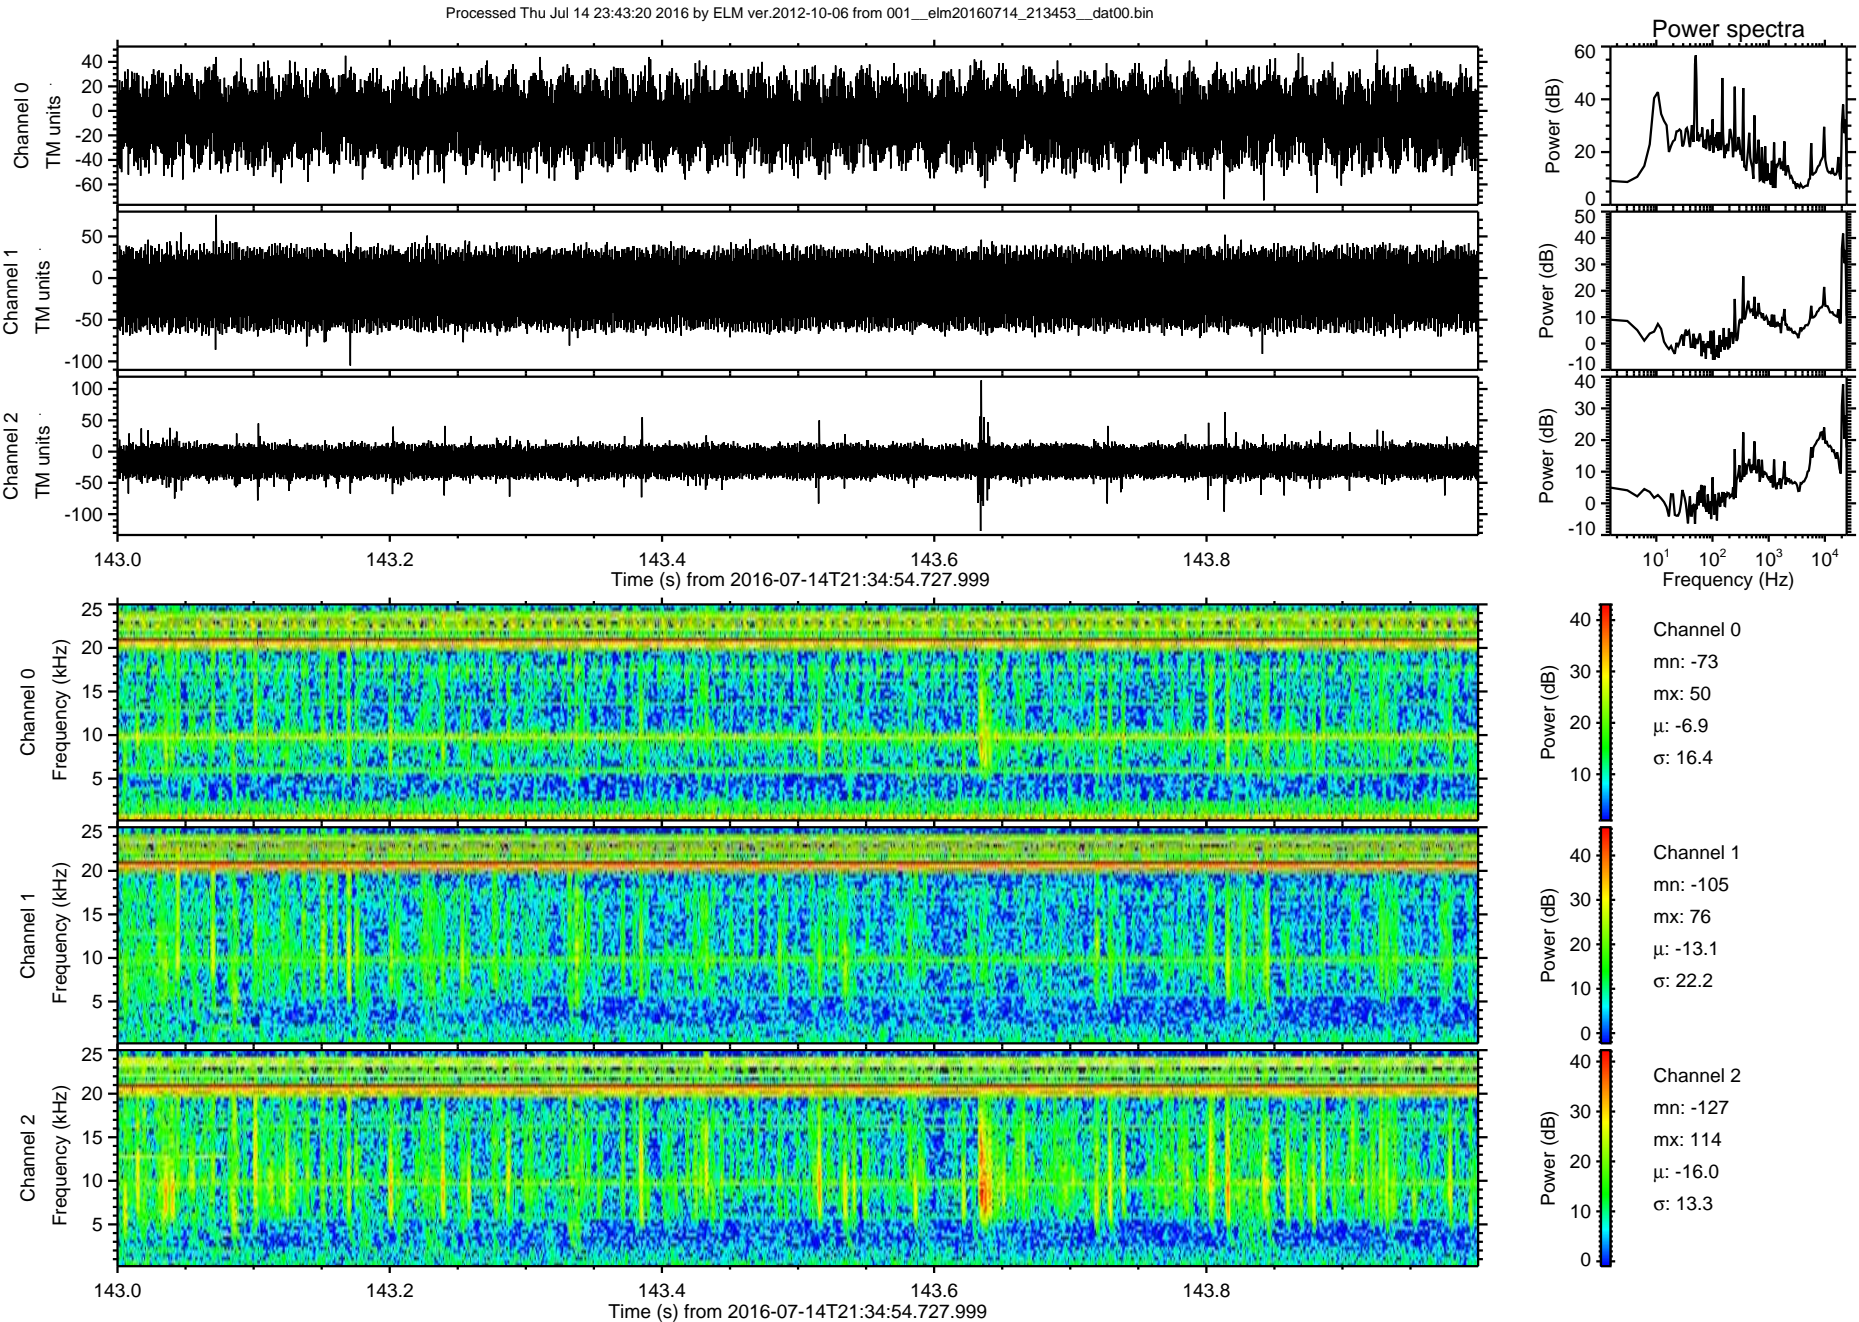 Processed Thu Jul 14 23:43:20 2016 by ELM ver.2012-10-06 from 001__elm20160714_213453__dat00.bin
Power spectra
Channel 0
TM units
40
20
0
-20
-40
-60
Power (dB)
60
40
20
0
Channel 1
TM units
50
0
-50
-100
Power (dB)
50
40
30
20
10
0
-10
Channel 2
TM units
100
50
0
-50
-100
Power (dB)
40
30
20
10
0
-10
143.0 143.2 143.4 143.6 143.8
Time (s) from 2016-07-14T21:34:54.727.999
10^1 10^2 10^3 10^4
Frequency (Hz)
Channel 0
Frequency (kHz)
25
20
15
10
5
Power (dB)
40
30
20
10
Channel 0
mn: -73
mx: 50
μ: -6.9
σ: 16.4
Channel 1
Frequency (kHz)
25
20
15
10
5
Power (dB)
40
30
20
10
0
Channel 1
mn: -105
mx: 76
μ: -13.1
σ: 22.2
Channel 2
Frequency (kHz)
25
20
15
10
5
Power (dB)
40
30
20
10
0
Channel 2
mn: -127
mx: 114
μ: -16.0
σ: 13.3
143.0 143.2 143.4 143.6 143.8
Time (s) from 2016-07-14T21:34:54.727.999